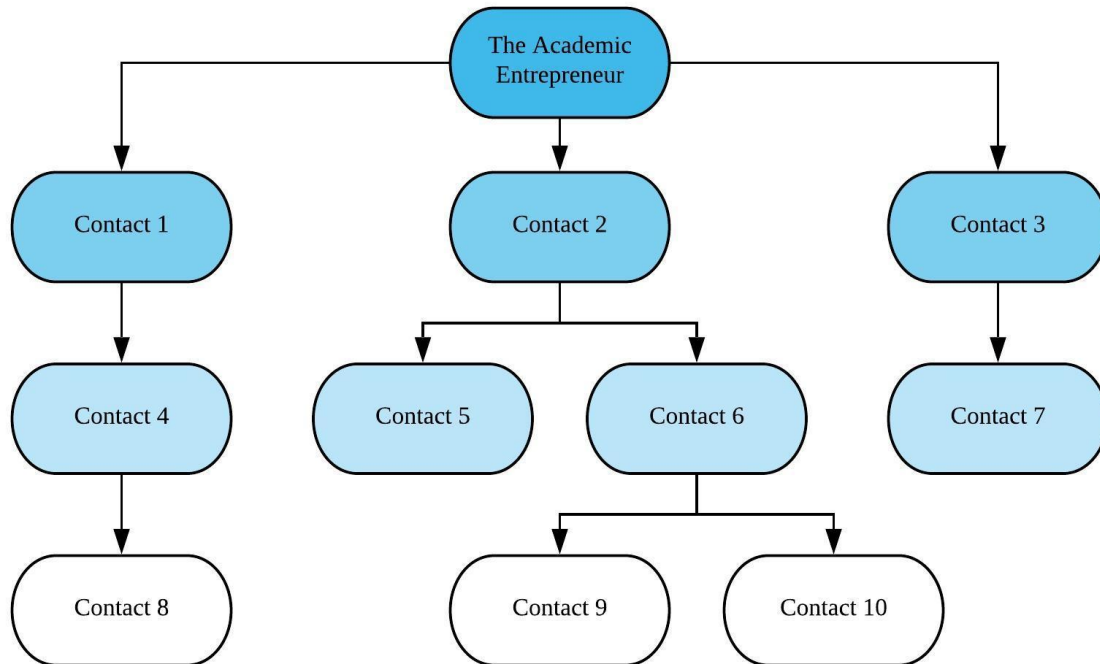 The Academic
Entrepreneur
Contact 1
Contact 2
Contact 3
Contact 4
Contact 5
Contact 6
Contact 7
Contact 8
Contact 9
Contact 10